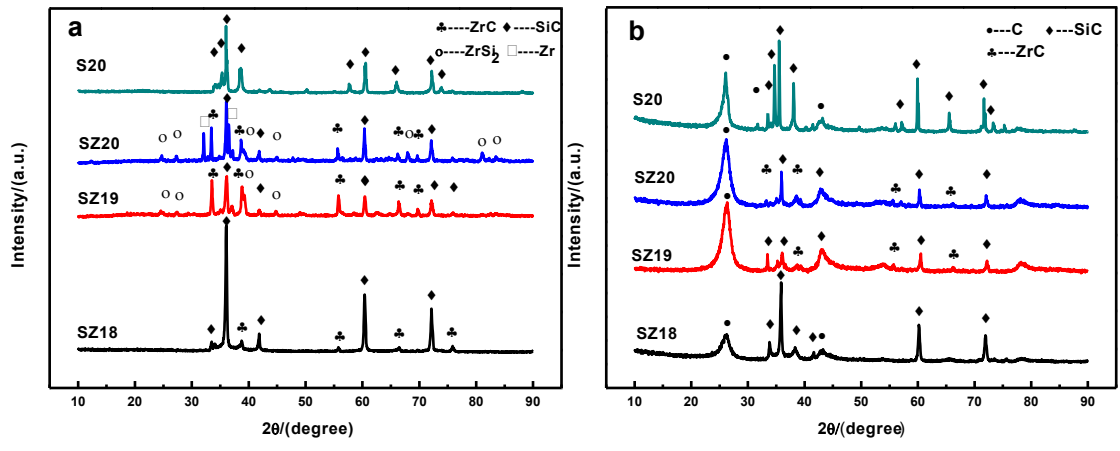 a
♣----ZrC ♦----SiC
o----ZrSi2 □----Zr
S20
SZ20
SZ19
SZ18
Intensity/(a.u.)
10 20 30 40 50 60 70 80 90
2θ/(degree)
b
●---C ♦---SiC
♣---ZrC
S20
SZ20
SZ19
SZ18
Intensity/(a.u.)
10 20 30 40 50 60 70 80 90
2θ/(degree)